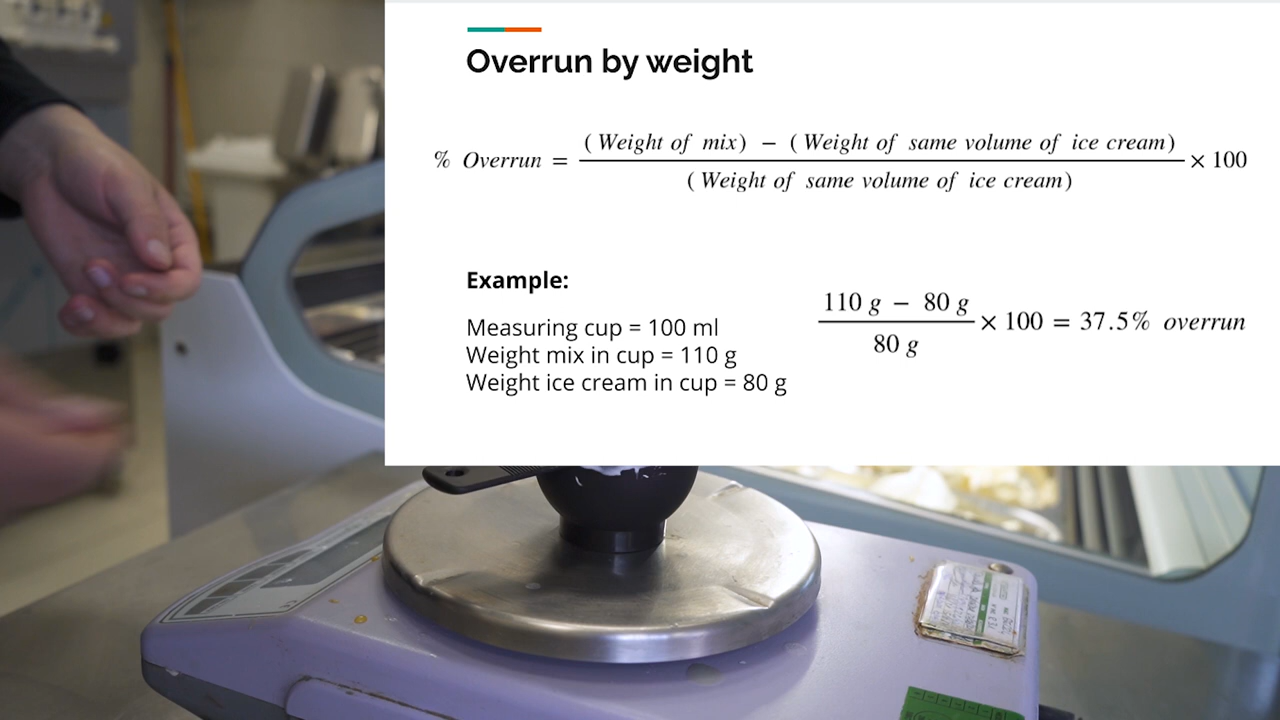 Overrun by weight
% Overrun = ( Weight of mix) − ( Weight of same volume of ice cream) / ( Weight of same volume of ice cream) × 100
Example:
Measuring cup = 100 ml
Weight mix in cup = 110 g
Weight ice cream in cup = 80 g
110 g − 80 g / 80 g × 100 = 37.5% overrun